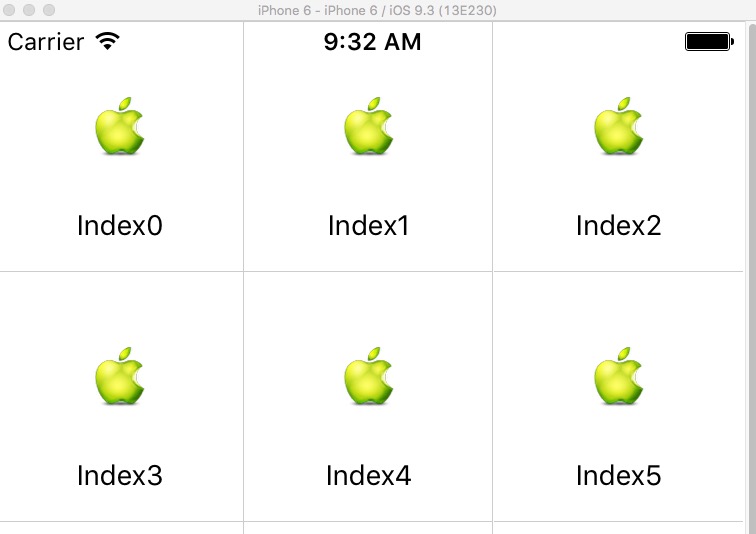 iPhone 6 - iPhone 6 / iOS 9.3 (13E230)
Carrier 9:32 AM
Index0 Index1 Index2
Index3 Index4 Index5